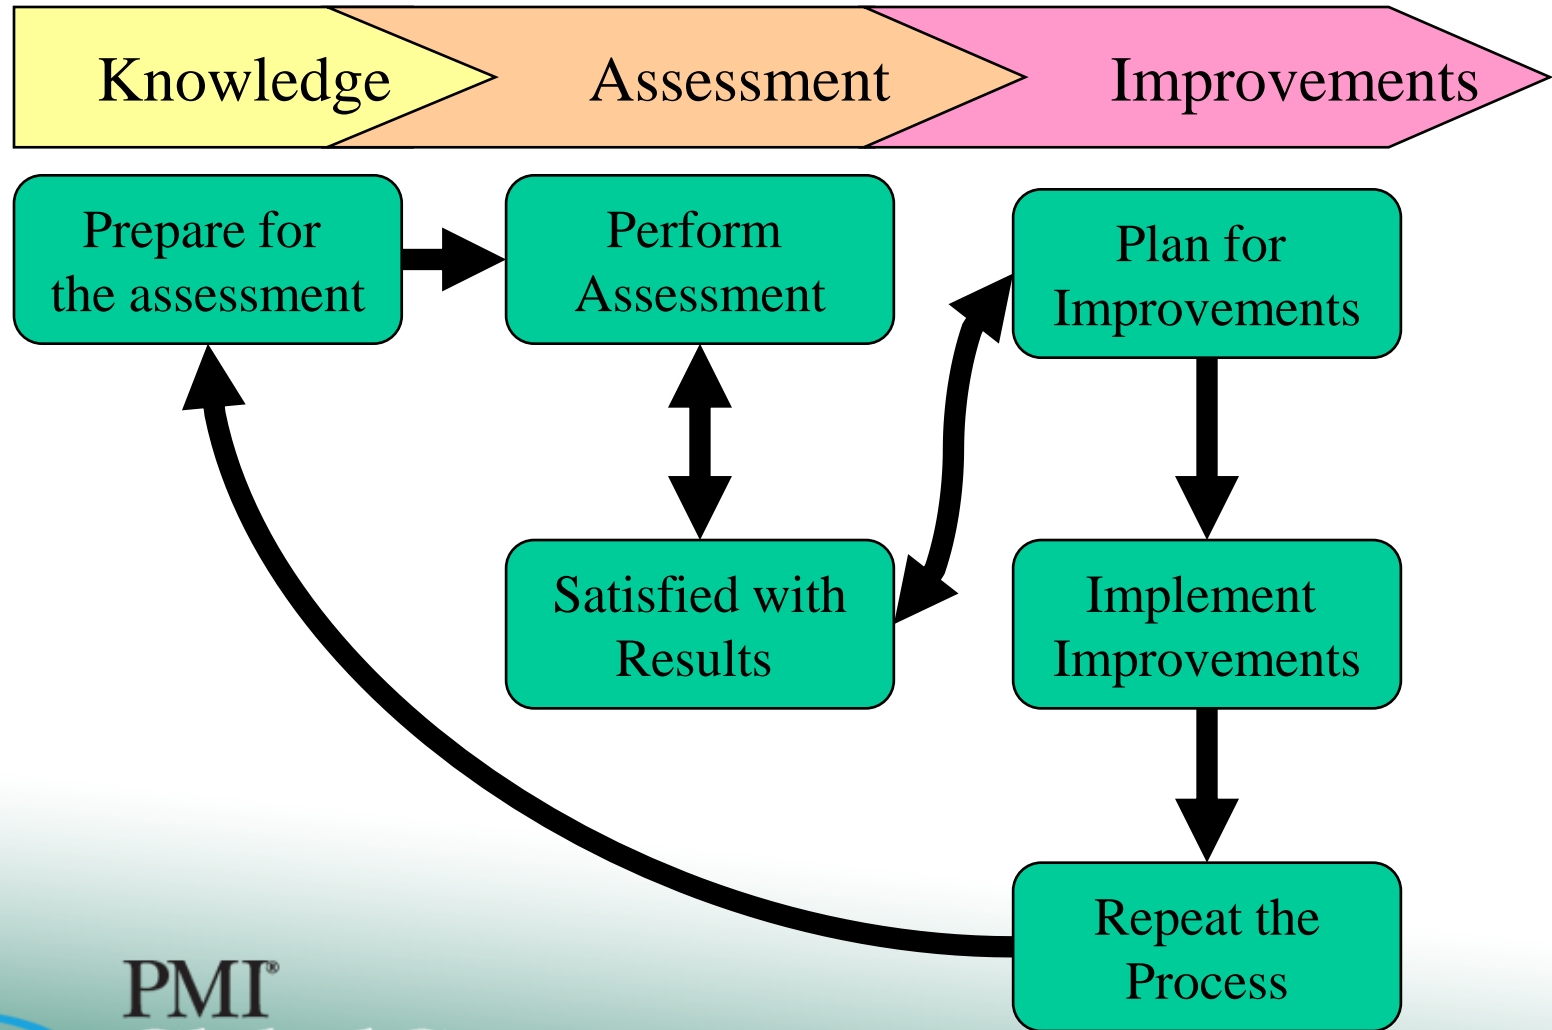 Knowledge
Assessment
Improvements
Prepare for
the assessment
Perform
Assessment
Plan for
Improvements
Satisfied with
Results
Implement
Improvements
Repeat the
Process
PMI®